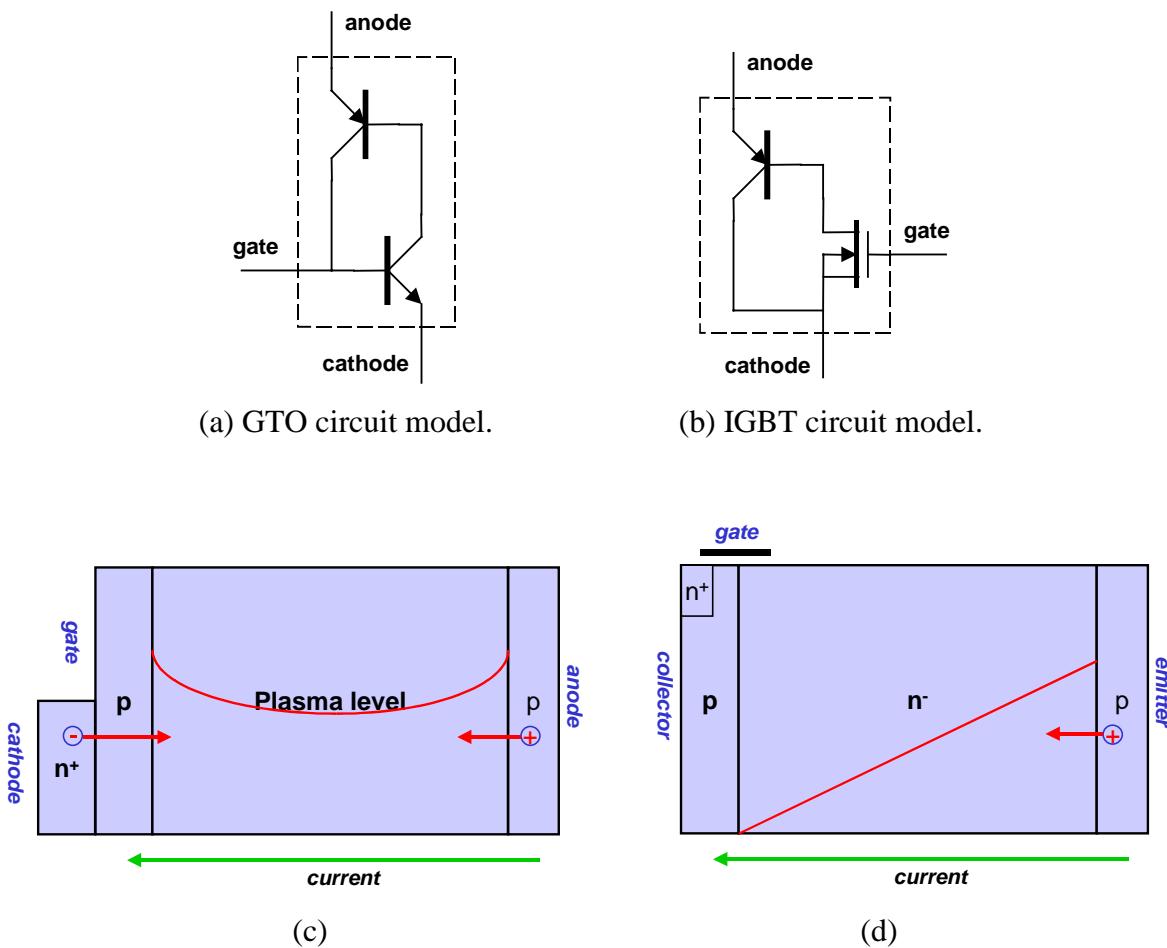 anode
gate
cathode
(a) GTO circuit model.
anode
gate
cathode
(b) IGBT circuit model.
gate
cathode
n+
-
p
Plasma level
+
p
anode
current
(c)
gate
n+
collector
p
n-
+
p
emitter
current
(d)